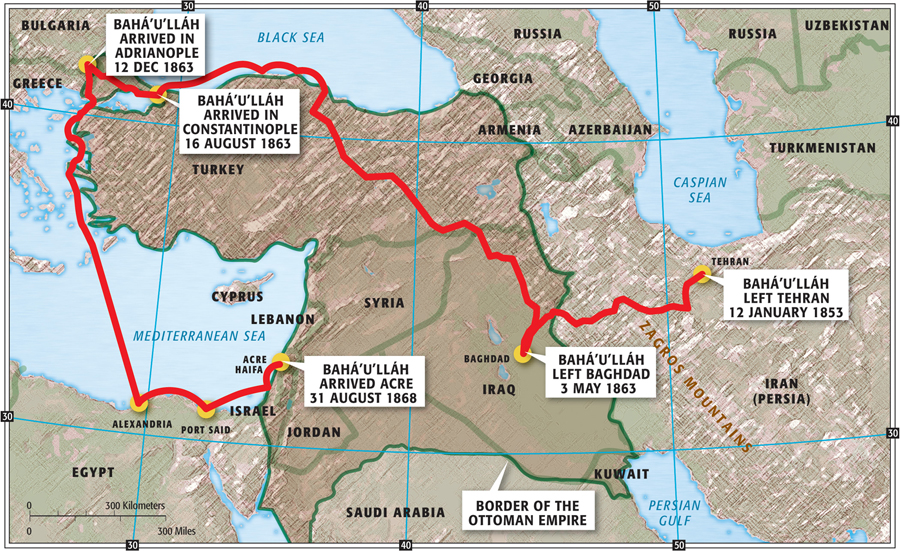 30
40
50
BULGARIA
BAHÁ'U'LLÁH
ARRIVED IN
ADRIANOPLE
12 DEC 1863
BLACK SEA
RUSSIA
RUSSIA
UZBEKISTAN
GREECE
GEORGIA
40
BAHÁ'U'LLÁH
ARRIVED IN
CONSTANTINOPLE
16 AUGUST 1863
ARMENIA
AZERBAIJAN
40
TURKMENISTAN
TURKEY
CASPIAN
SEA
TEHRAN
BAHÁ'U'LLÁH
LEFT TEHRAN
12 JANUARY 1853
CYPRUS
SYRIA
LEBANON
MEDITERRANEAN SEA
ZAGROS MOUNTAINS
ACRE
HAIFA
BAHÁ'U'LLÁH
ARRIVED ACRE
31 AUGUST 1868
BAGHDAD
BAHÁ'U'LLÁH
LEFT BAGHDAD
3 MAY 1863
IRAQ
IRAN
(PERSIA)
30
ALEXANDRIA
PORT SAID
ISRAEL
JORDAN
30
EGYPT
KUWAIT
0
300 Kilometers
0
300 Miles
SAUDI ARABIA
BORDER OF THE
OTTOMAN EMPIRE
PERSIAN
GULF
30
40
50